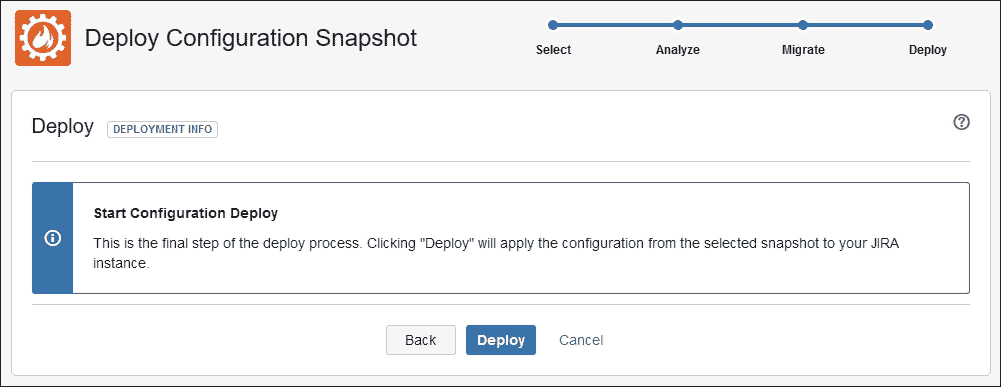 Deploy Configuration Snapshot
Select Analyze Migrate Deploy
Deploy DEPLOYMENT INFO
Start Configuration Deploy
This is the final step of the deploy process. Clicking "Deploy" will apply the configuration from the selected snapshot to your JIRA
instance.
Back Deploy Cancel